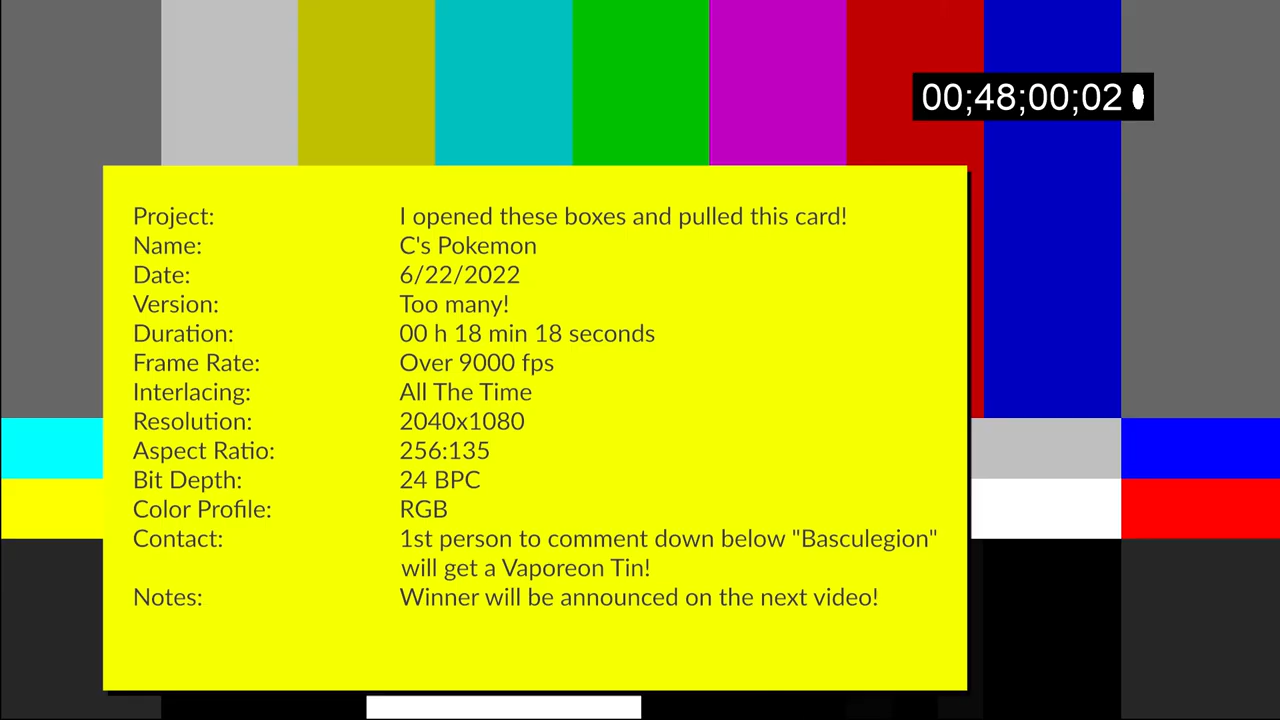 00;48;00;02
Project: I opened these boxes and pulled this card!
Name: C's Pokemon
Date: 6/22/2022
Version: Too many!
Duration: 00 h 18 min 18 seconds
Frame Rate: Over 9000 fps
Interlacing: All The Time
Resolution: 2040x1080
Aspect Ratio: 256:135
Bit Depth: 24 BPC
Color Profile: RGB
Contact: 1st person to comment down below "Basculegion"
will get a Vaporeon Tin!
Notes: Winner will be announced on the next video!